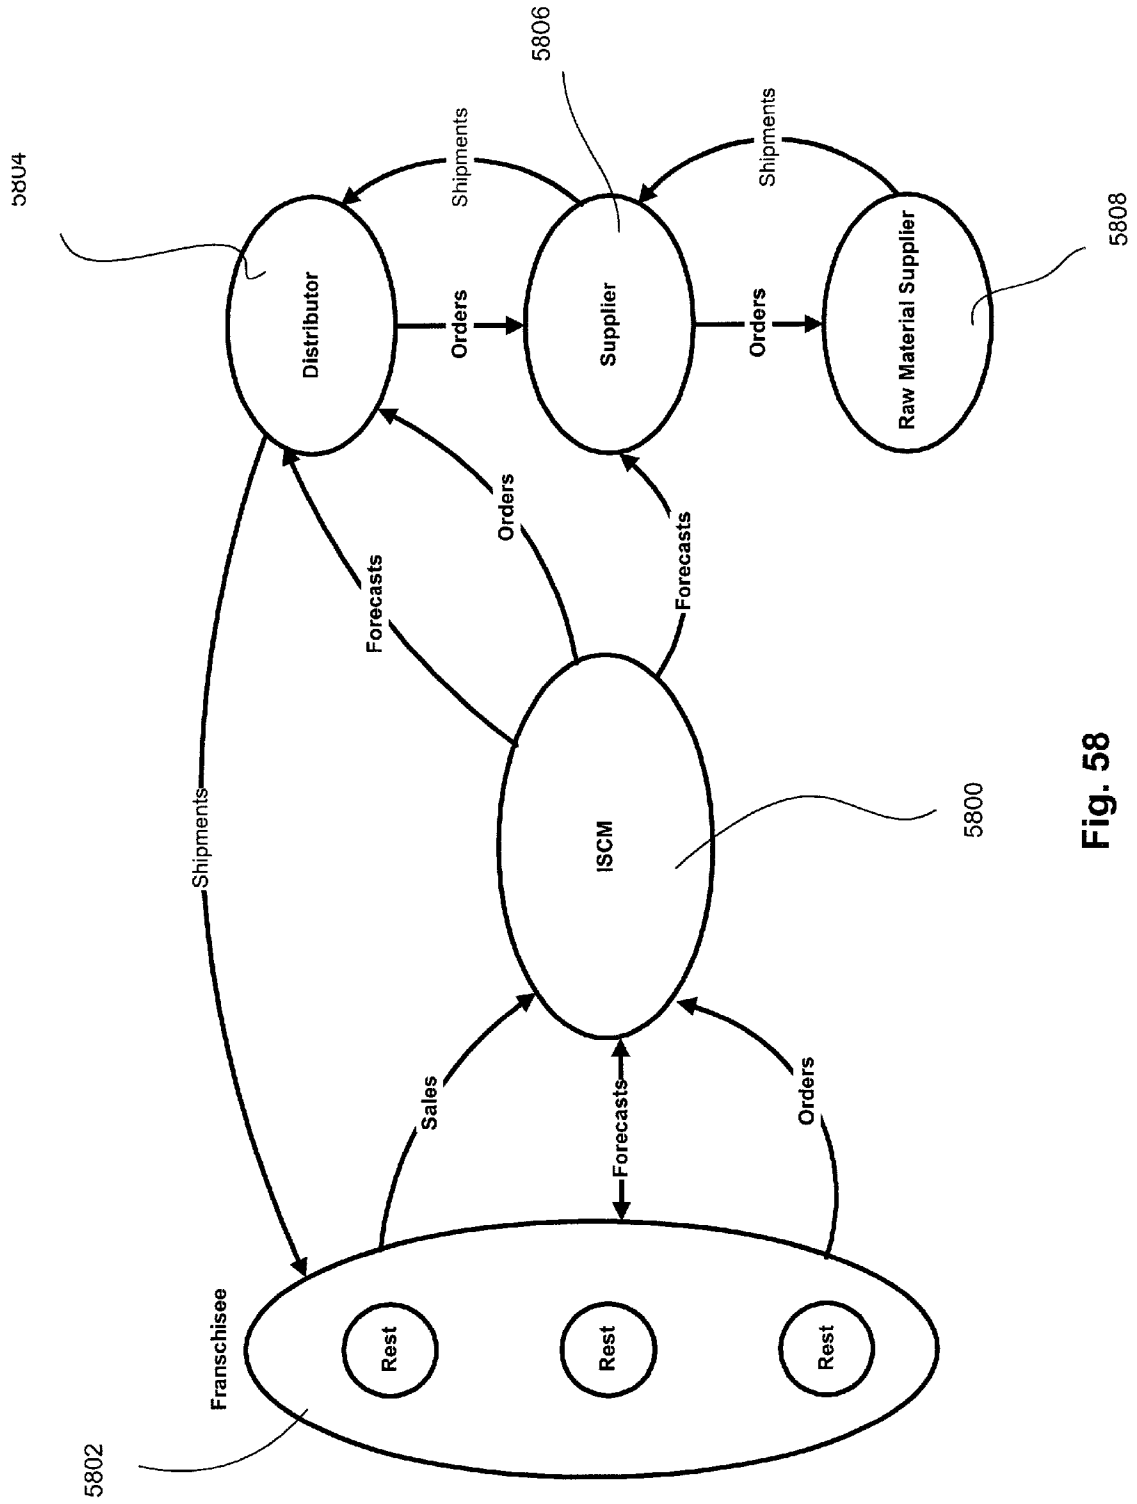 5804
5802
Franschisee
Shipments
Distributor
Forecasts
Rest
Sales
Orders
Shipments
Orders
5806
Rest
Forecasts
ISCM
Supplier
Forecasts
Orders
Shipments
Rest
Orders
Raw Material Supplier
5800
5808
Fig. 58